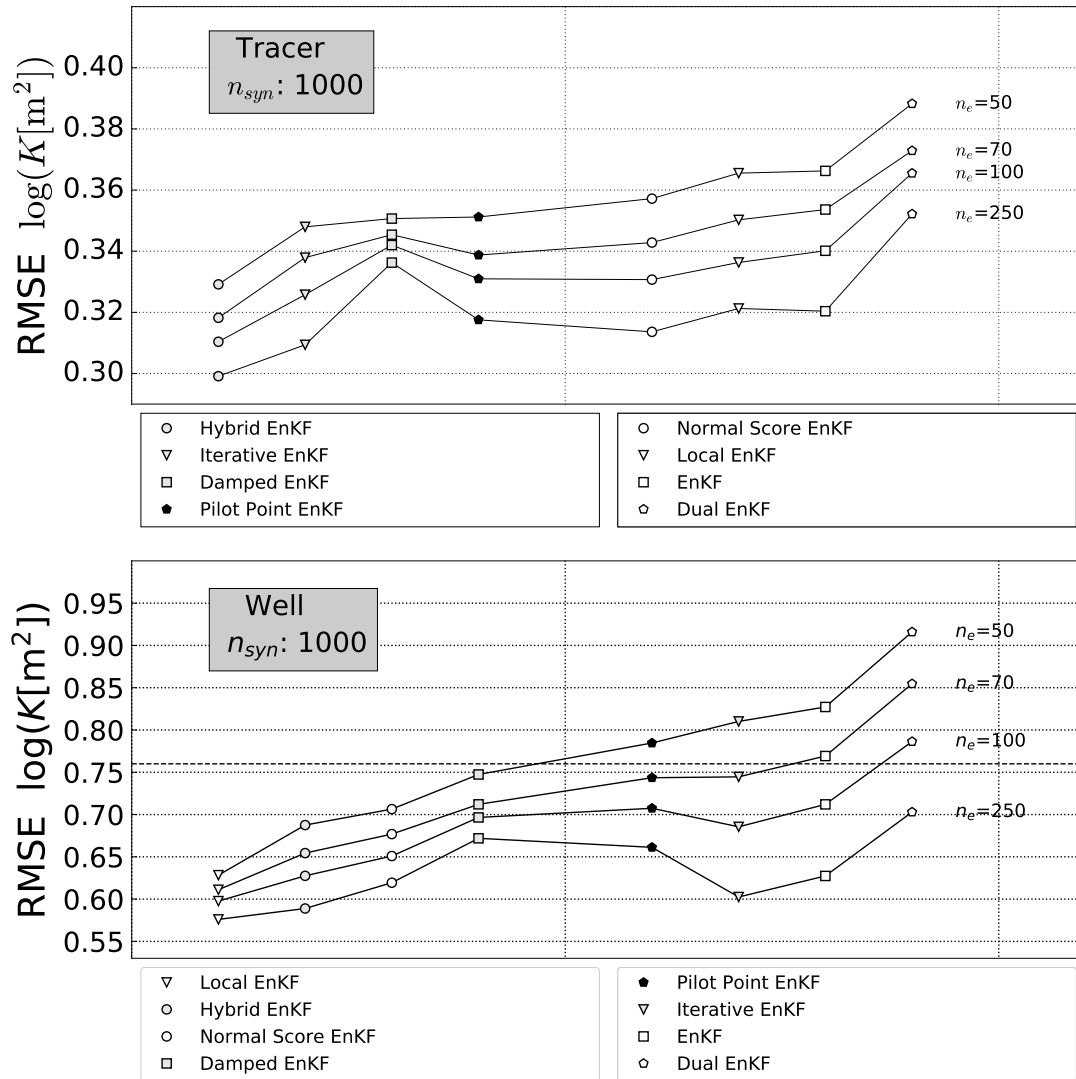 Tracer
n_syn: 1000
RMSE log(K[m²])
0.40
0.38
0.36
0.34
0.32
0.30
n_e=50
n_e=70
n_e=100
n_e=250
Hybrid EnKF
Iterative EnKF
Damped EnKF
Pilot Point EnKF
Normal Score EnKF
Local EnKF
EnKF
Dual EnKF
Well
n_syn: 1000
RMSE log(K[m²])
0.95
0.90
0.85
0.80
0.75
0.70
0.65
0.60
0.55
n_e=50
n_e=70
n_e=100
n_e=250
Local EnKF
Hybrid EnKF
Normal Score EnKF
Damped EnKF
Pilot Point EnKF
Iterative EnKF
EnKF
Dual EnKF